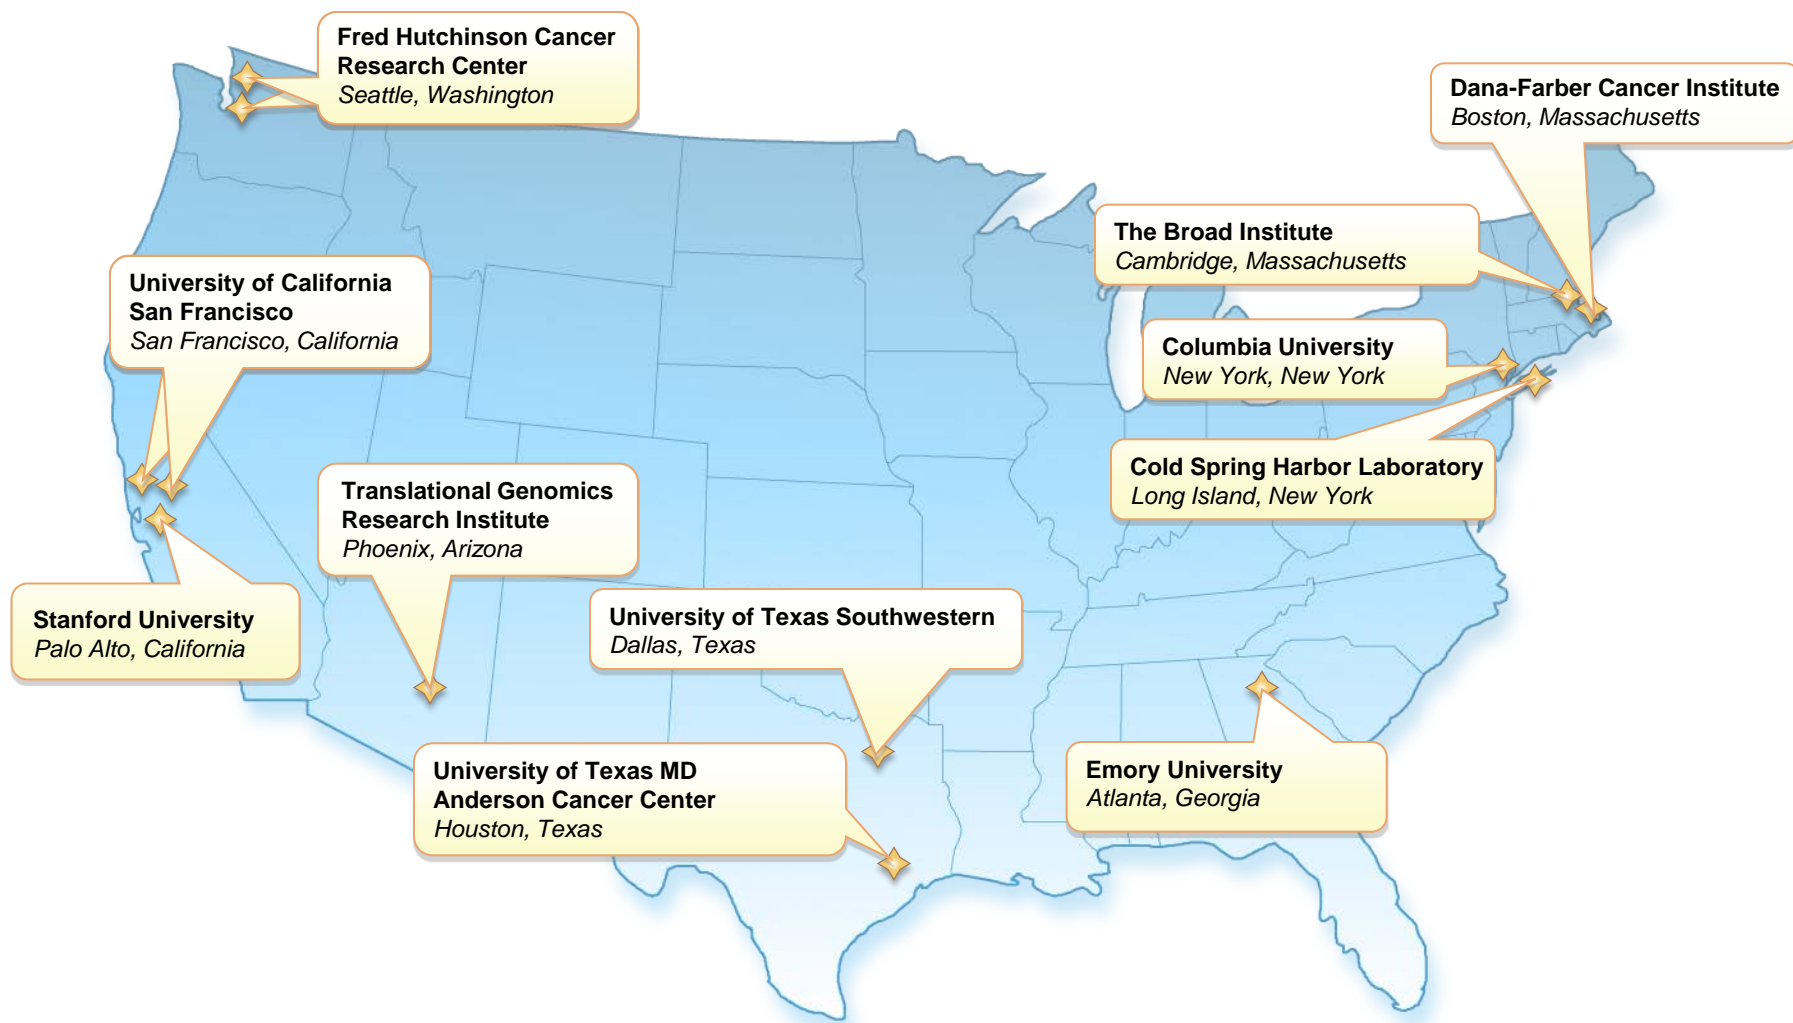 Fred Hutchinson Cancer
Research Center
Seattle, Washington
Dana-Farber Cancer Institute
Boston, Massachusetts
The Broad Institute
Cambridge, Massachusetts
University of California
San Francisco
San Francisco, California
Columbia University
New York, New York
Cold Spring Harbor Laboratory
Long Island, New York
Translational Genomics
Research Institute
Phoenix, Arizona
Stanford University
Palo Alto, California
University of Texas Southwestern
Dallas, Texas
University of Texas MD
Anderson Cancer Center
Houston, Texas
Emory University
Atlanta, Georgia